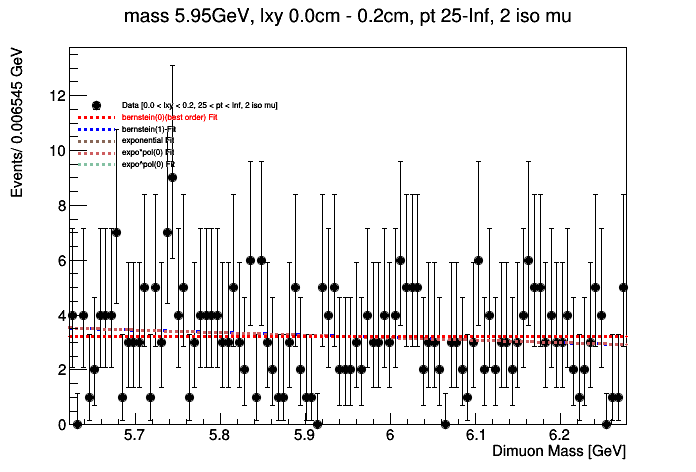 mass 5.95GeV, lxy 0.0cm - 0.2cm, pt 25-Inf, 2 iso mu
Events/ 0.006545 GeV
12
10
8
6
4
2
0
Data [0.0 < lxy < 0.2, 25 < pt < Inf, 2 iso mu]
bernstein(0)(best order) Fit
bernstein(1) Fit
exponential Fit
expo*pol(0) Fit
expo^pol(0) Fit
5.7 5.8 5.9 6 6.1 6.2
Dimuon Mass [GeV]